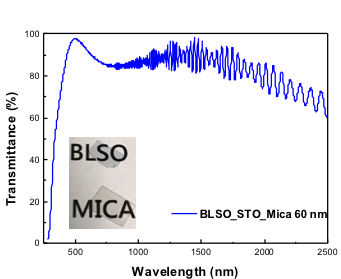 100
80
60
40
20
0
BLSO
MICA
BLSO_STO_Mica 60 nm
500
1000
1500
2000
2500
Wavelength (nm)
Transmittance (%)